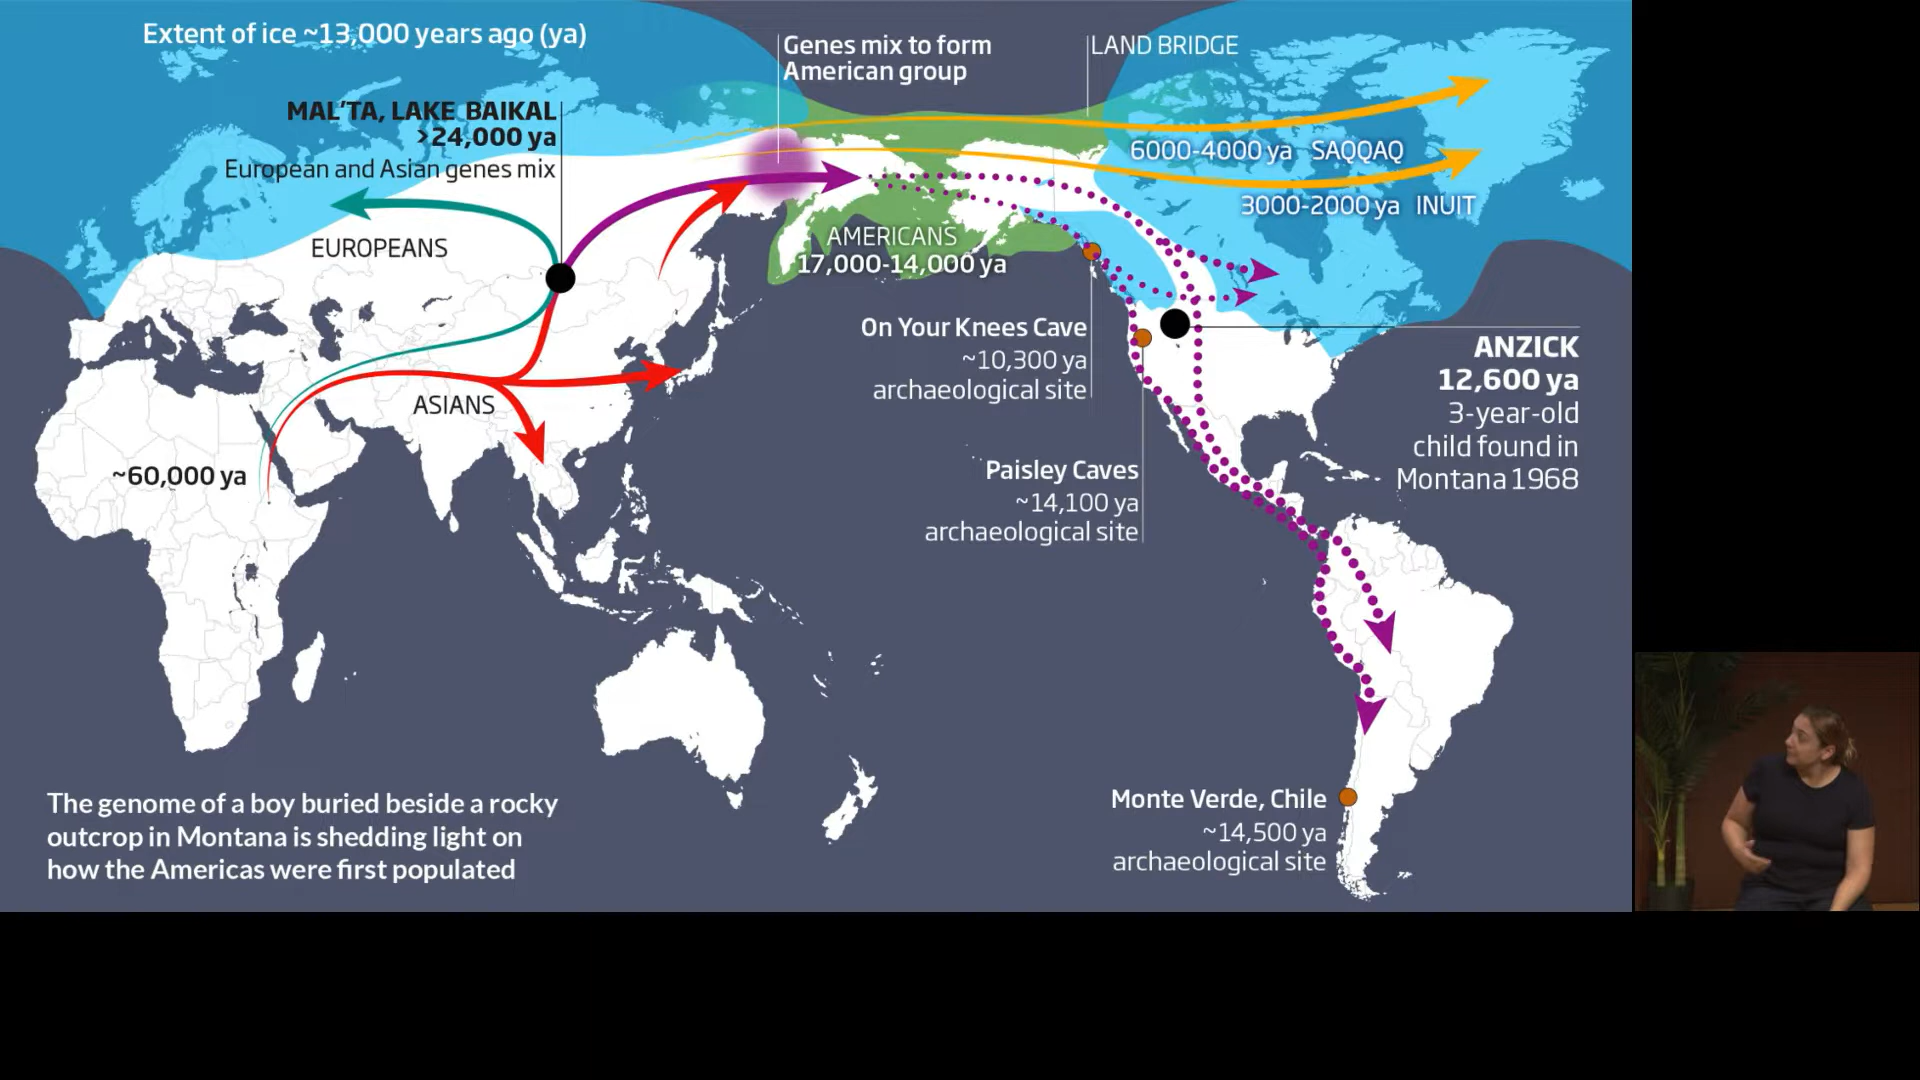 Extent of ice ~13,000 years ago (ya)
Genes mix to form
American group
LAND BRIDGE
MAL'TA, LAKE BAIKAL
>24,000 ya
European and Asian genes mix
6000-4000 ya SAQQAQ
3000-2000 ya INUIT
EUROPEANS
AMERICANS
17,000-14,000 ya
On Your Knees Cave
~10,300 ya
archaeological site
ANZICK
12,600 ya
3-year-old
child found in
Montana 1968
ASIANS
~60,000 ya
Paisley Caves
~14,100 ya
archaeological site
Monte Verde, Chile
~14,500 ya
archaeological site
The genome of a boy buried beside a rocky
outcrop in Montana is shedding light on
how the Americas were first populated